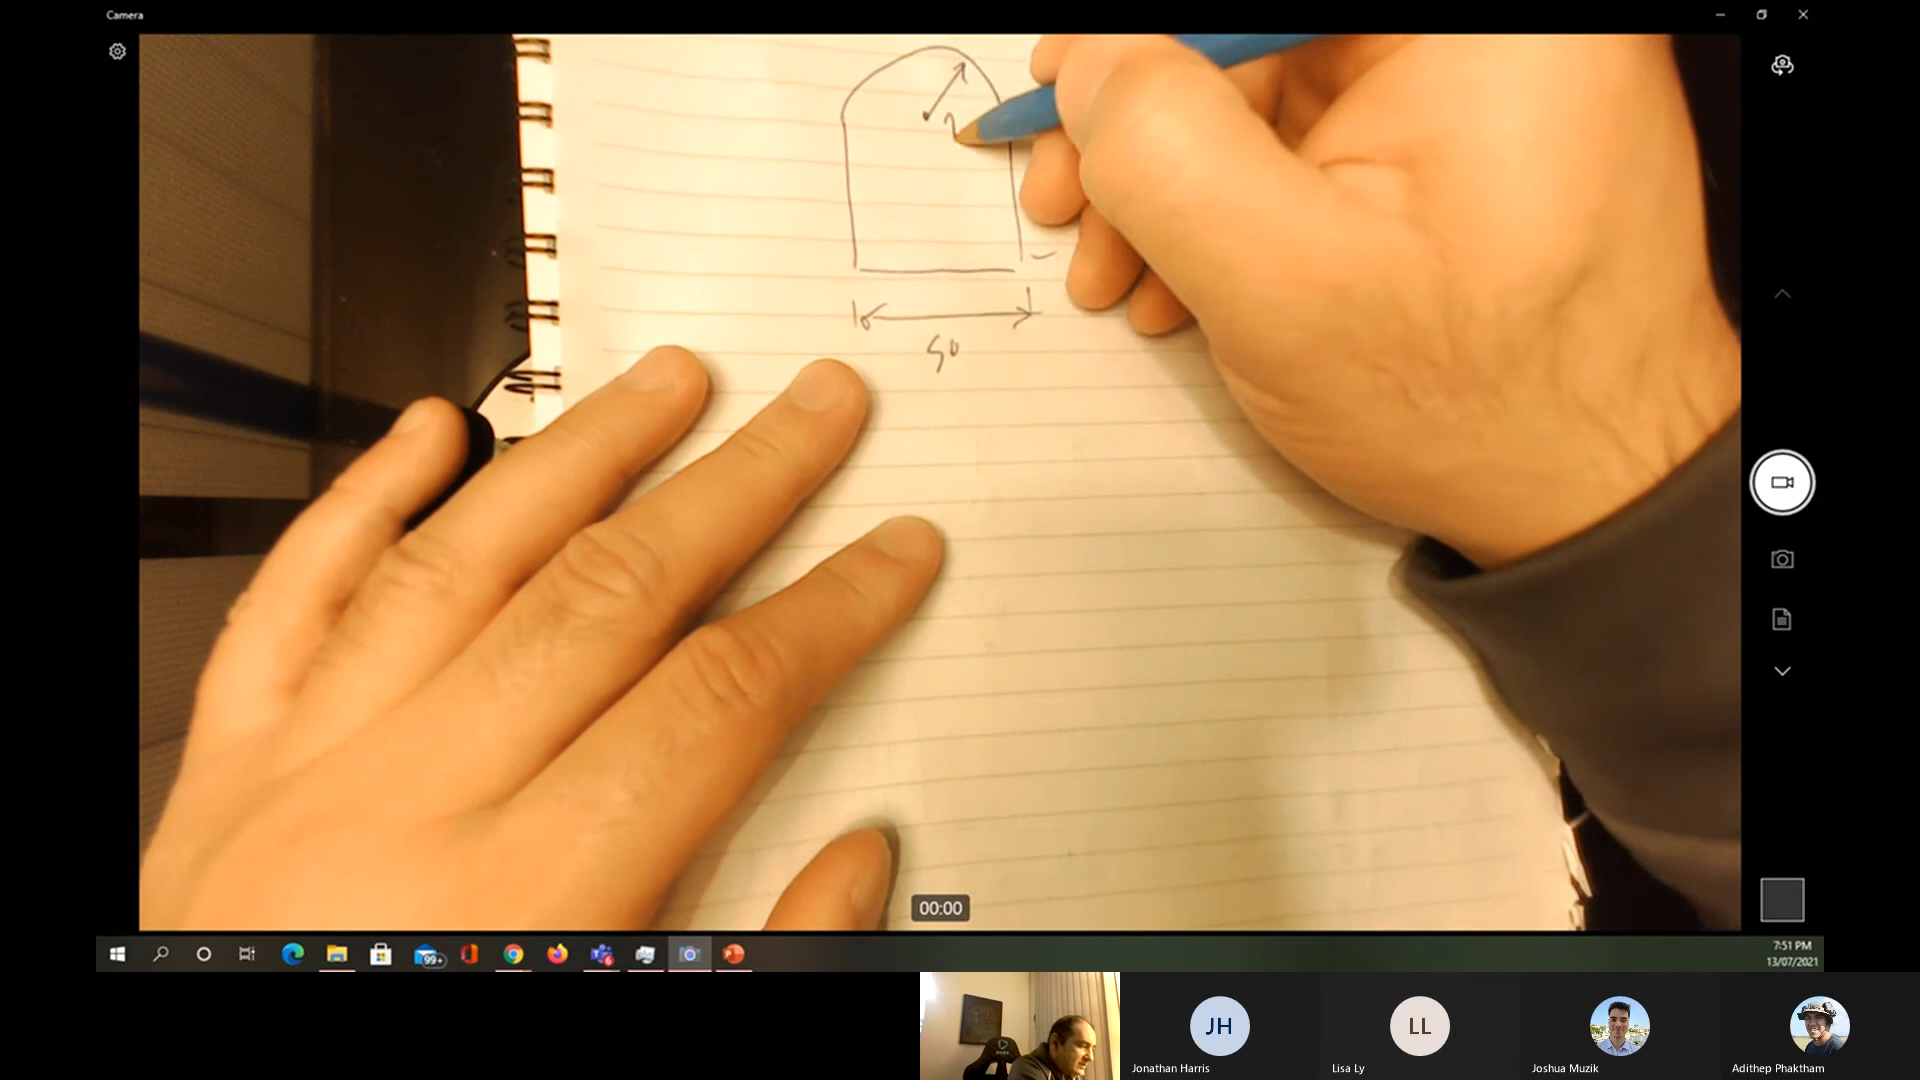 Camera
50
00:00
99+
7:51 PM
13/07/2021
JH
LL
Jonathan Harris
Lisa Ly
Joshua Muzik
Adithep Phaktham